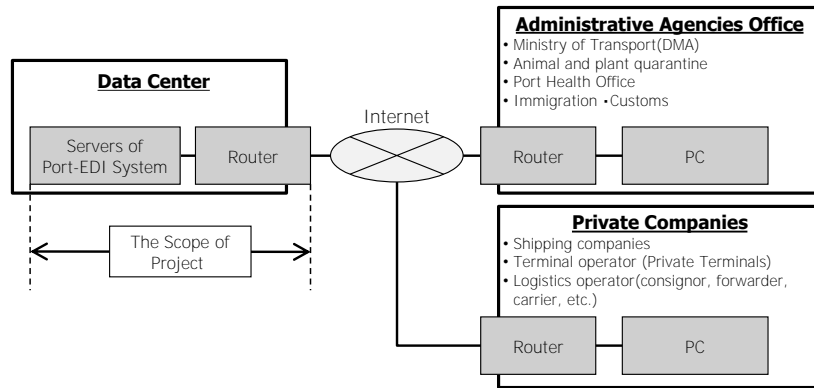 Data Center
Servers of
Port-EDI System
Router
The Scope of
Project
Internet
Administrative Agencies Office
• Ministry of Transport(DMA)
• Animal and plant quarantine
• Port Health Office
• Immigration ・Customs
Router
PC
Private Companies
• Shipping companies
• Terminal operator (Private Terminals)
• Logistics operator(consignor, forwarder,
carrier, etc.)
Router
PC